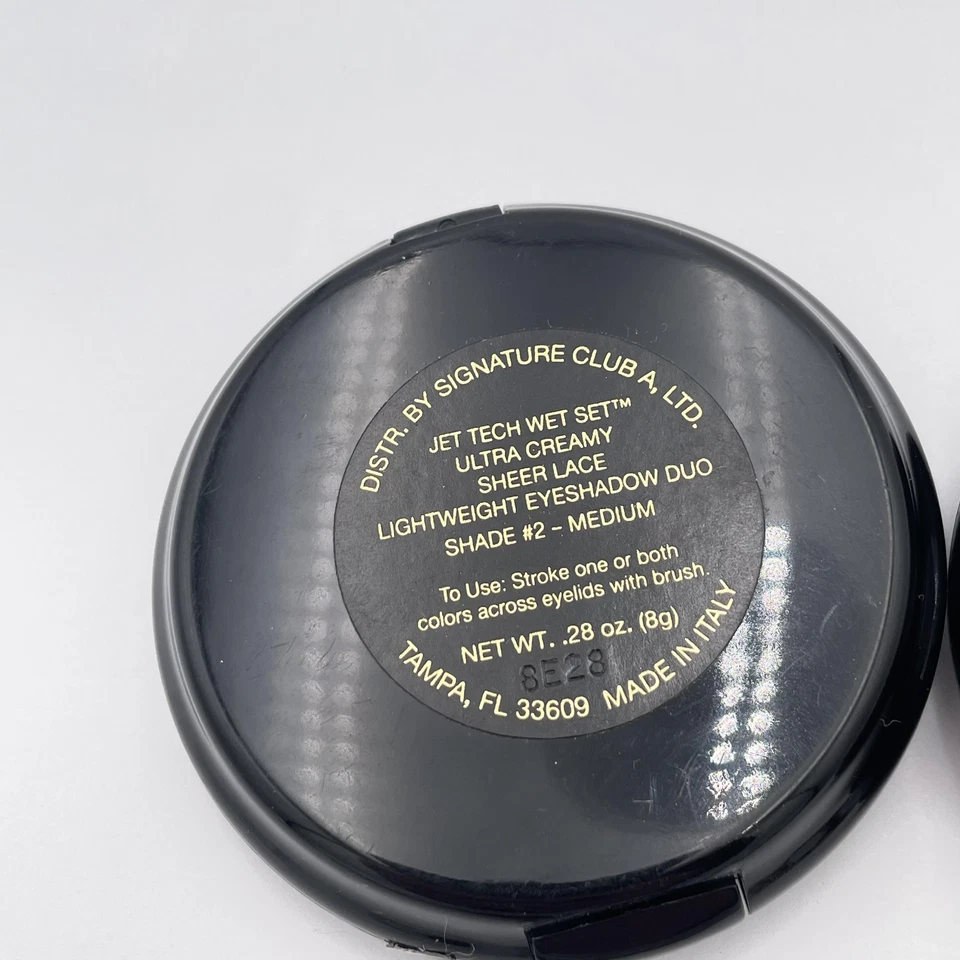 DISTR. BY SIGNATURE CLUB A, LTD.
JET TECH WET SET™
ULTRA CREAMY
SHEER LACE
LIGHTWEIGHT EYESHADOW DUO
SHADE #2 - MEDIUM
To Use: Stroke one or both
colors across eyelids with brush.
NET WT. .28 oz. (8g)
8E28
TAMPA, FL 33609 MADE IN ITALY